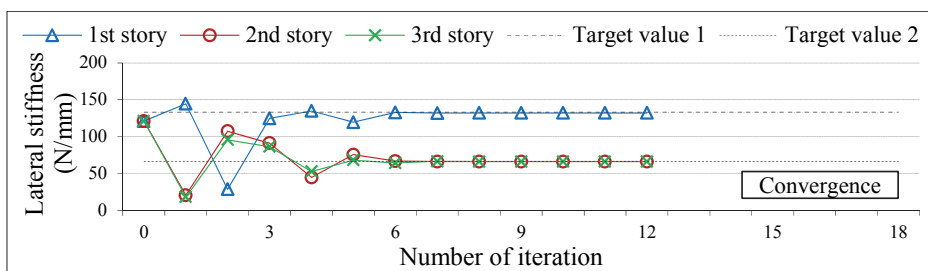 1st story 2nd story 3rd story Target value 1 Target value 2
Lateral stiffness
(N/mm)
200
150
100
50
0
Convergence
0 3 6 9 12 15 18
Number of iteration